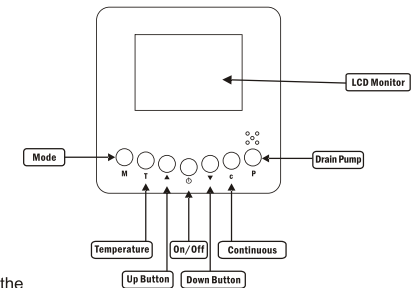 LCD Monitor
Mode
Drain Pump
M T ▲ ▼ c P
Temperature On/Off Continuous
Up Button Down Button
the